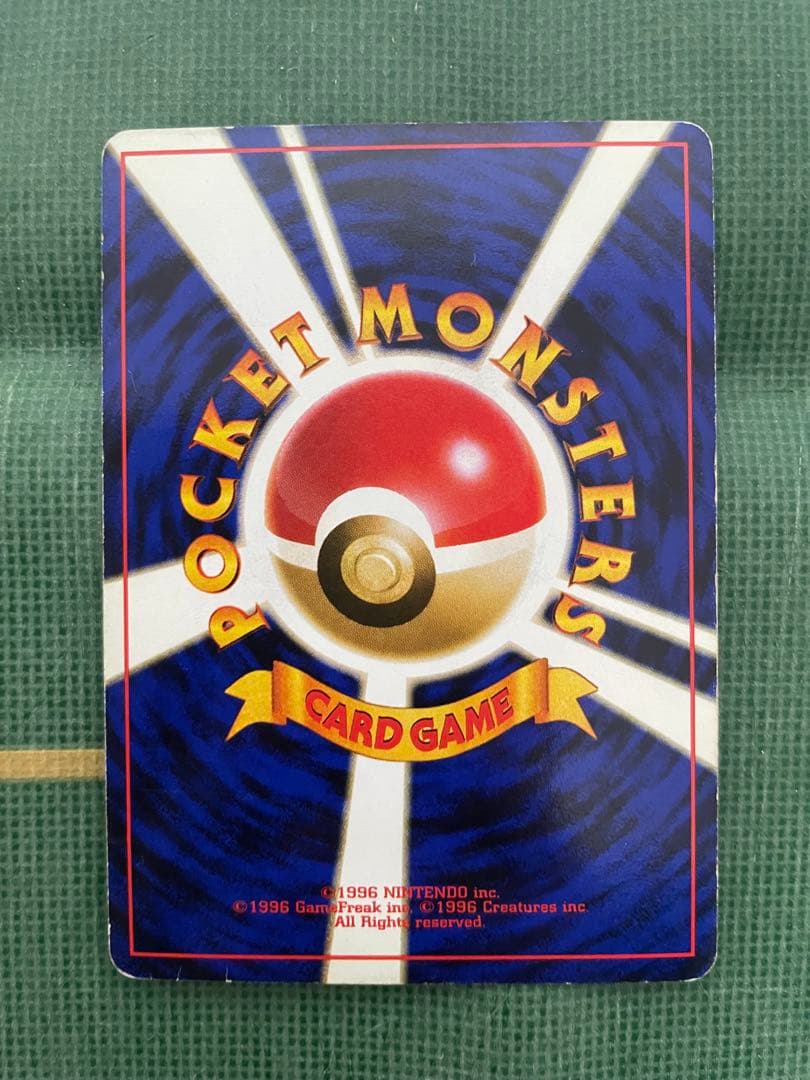 POCKET MONSTERS
CARD GAME
©1996 NINTENDO inc.
©1996 GameFreak inc. ©1996 Creatures inc.
All Rights reserved.